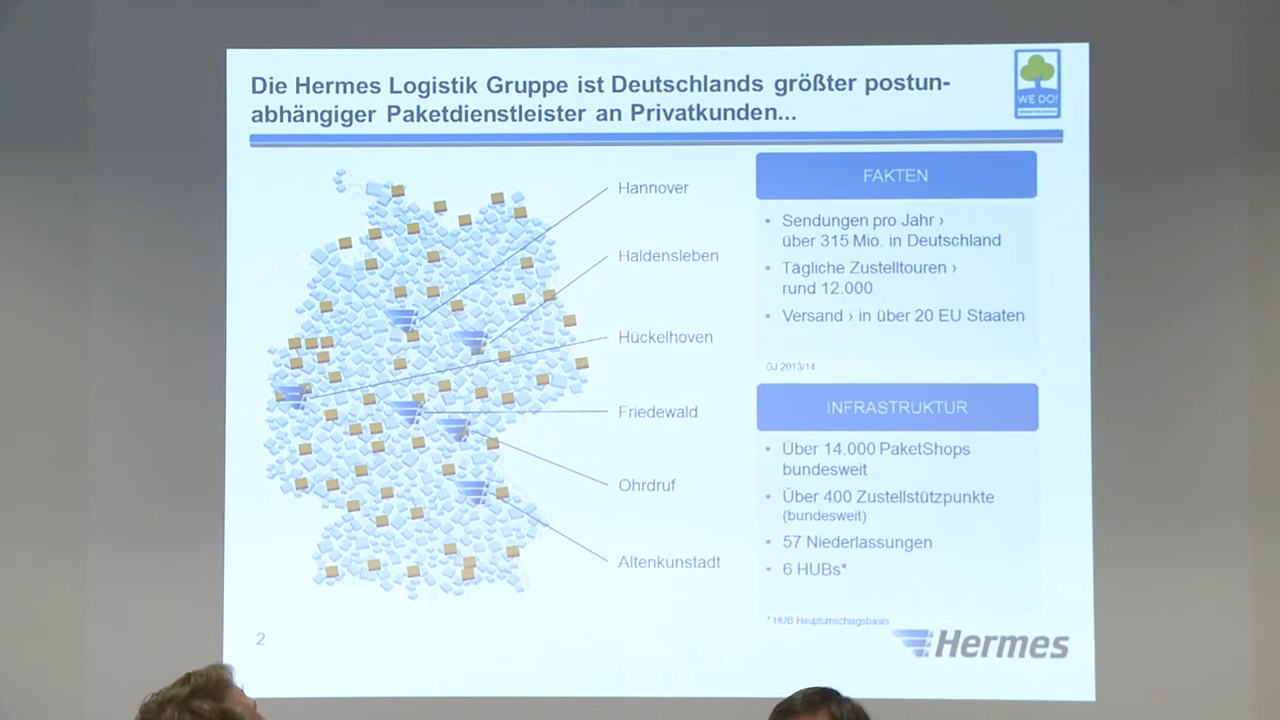 Die Hermes Logistik Gruppe ist Deutschlands größter postun-
abhängiger Paketdienstleister an Privatkunden...
WE DO!
Hannover
Haldensleben
Hückelhoven
Friedewald
Ohrdruf
Altenkunstadt
FAKTEN
• Sendungen pro Jahr ›
über 315 Mio. in Deutschland
• Tägliche Zustelltouren ›
rund 12.000
• Versand › in über 20 EU Staaten
GJ 2013/14
INFRASTRUKTUR
• Über 14.000 PaketShops
bundesweit
• Über 400 Zustellstützpunkte
(bundesweit)
• 57 Niederlassungen
• 6 HUBs*
* HUB Hauptumschlagsbasis
2
Hermes